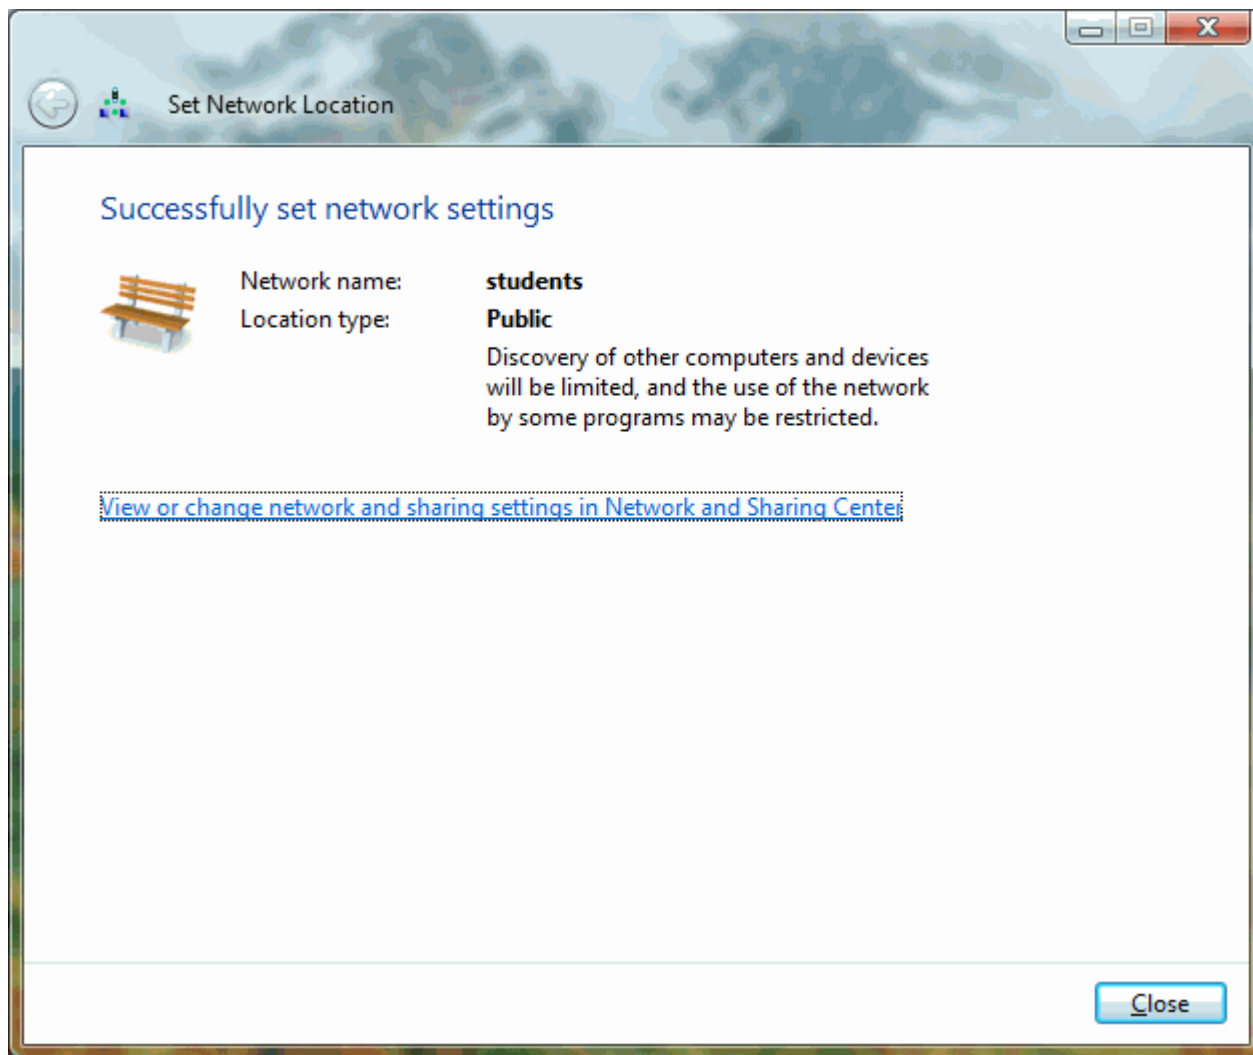 Set Network Location
Successfully set network settings
Network name: students
Location type: Public
Discovery of other computers and devices
will be limited, and the use of the network
by some programs may be restricted.
View or change network and sharing settings in Network and Sharing Center
Close